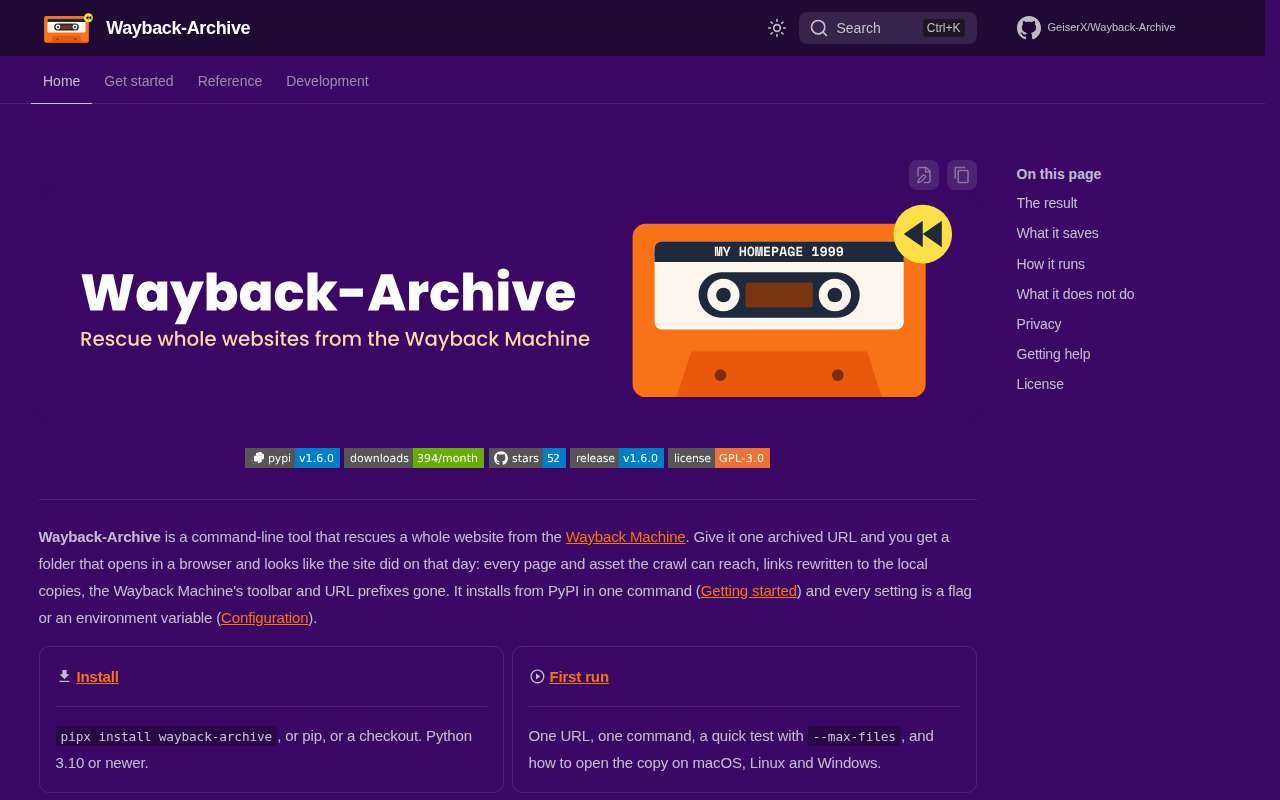 Wayback-Archive
Search
Ctrl+K
GeiserX/Wayback-Archive
Home
Get started
Reference
Development
MY HOMEPAGE 1999
Wayback-Archive
Rescue whole websites from the Wayback Machine
On this page
The result
What it saves
How it runs
What it does not do
Privacy
Getting help
License
pypi v1.6.0
downloads 394/month
stars 52
release v1.6.0
license GPL-3.0
Wayback-Archive is a command-line tool that rescues a whole website from the Wayback Machine. Give it one archived URL and you get a
folder that opens in a browser and looks like the site did on that day: every page and asset the crawl can reach, links rewritten to the local
copies, the Wayback Machine's toolbar and URL prefixes gone. It installs from PyPI in one command (Getting started) and every setting is a flag
or an environment variable (Configuration).
Install
pipx install wayback-archive, or pip, or a checkout. Python
3.10 or newer.
First run
One URL, one command, a quick test with --max-files, and
how to open the copy on macOS, Linux and Windows.